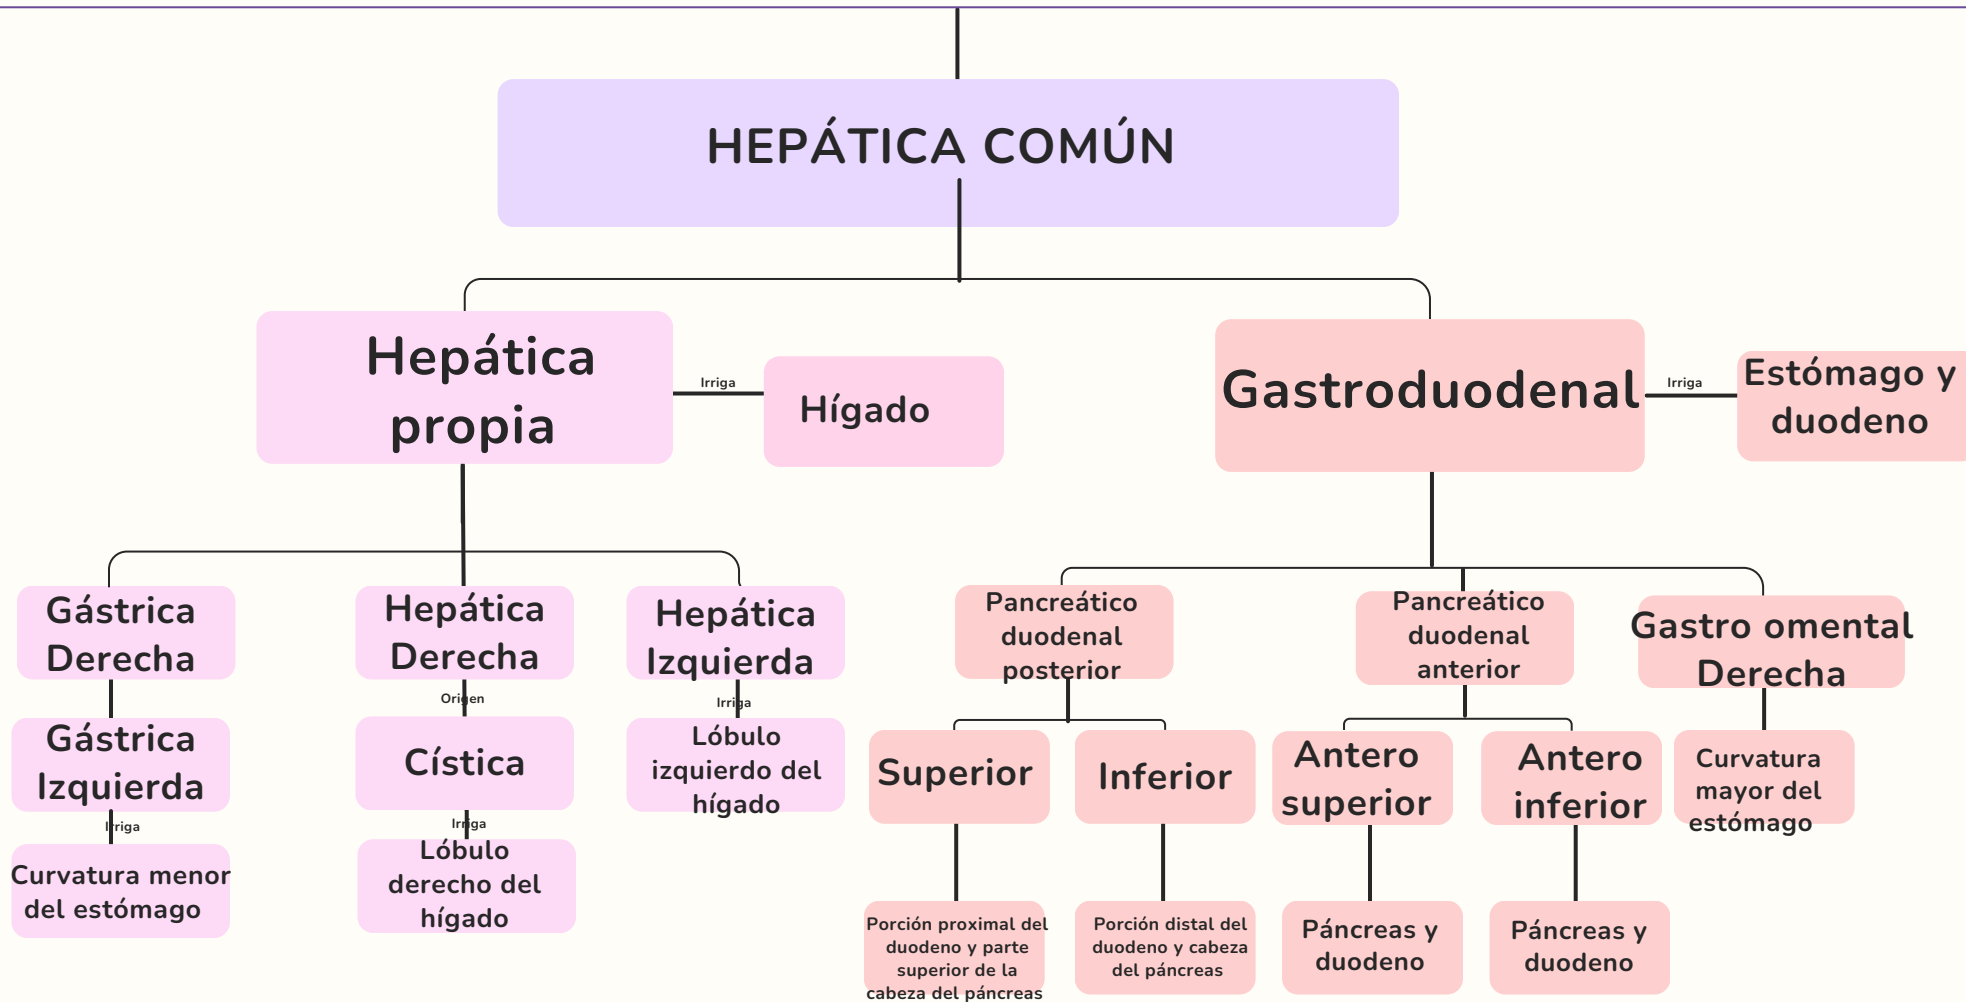 HEPÁTICA COMÚN
Hepática
propia
Irriga
Hígado
Gastroduodenal
Irriga
Estómago y
duodeno
Gástrica
Derecha
Hepática
Derecha
Hepática
Izquierda
Pancreático
duodenal
posterior
Pancreático
duodenal
anterior
Gastro omental
Derecha
Origen
Irriga
Gástrica
Izquierda
Cística
Lóbulo
izquierdo del
hígado
Superior
Inferior
Antero
superior
Antero
inferior
Curvatura
mayor del
estómago
Irriga
Irriga
Curvatura menor
del estómago
Lóbulo
derecho del
hígado
Porción proximal del
duodeno y parte
superior de la
cabeza del páncreas
Porción distal del
duodeno y cabeza
del páncreas
Páncreas y
duodeno
Páncreas y
duodeno